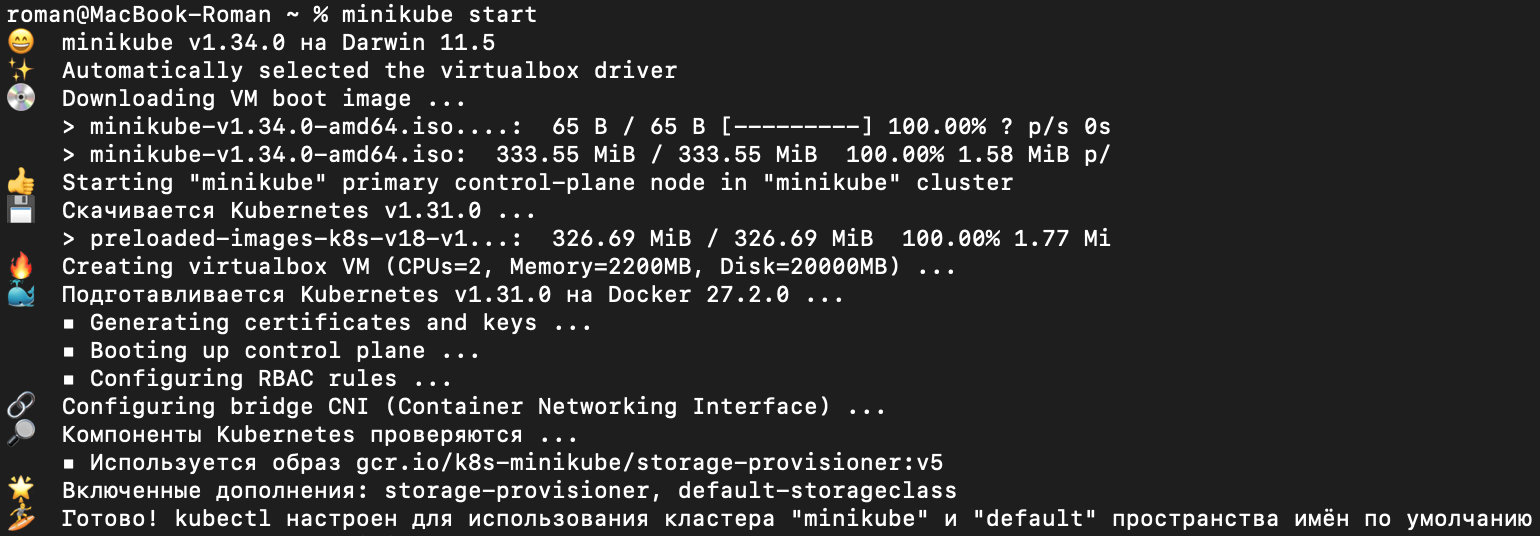 roman@MacBook-Roman ~ % minikube start
😄 minikube v1.34.0 на Darwin 11.5
✨ Automatically selected the virtualbox driver
💿 Downloading VM boot image ...
> minikube-v1.34.0-amd64.iso....: 65 B / 65 B [---------] 100.00% ? p/s 0s
> minikube-v1.34.0-amd64.iso: 333.55 MiB / 333.55 MiB 100.00% 1.58 MiB p/
👍 Starting "minikube" primary control-plane node in "minikube" cluster
💾 Скачивается Kubernetes v1.31.0 ...
> preloaded-images-k8s-v18-v1...: 326.69 MiB / 326.69 MiB 100.00% 1.77 Mi
🔥 Creating virtualbox VM (CPUs=2, Memory=2200MB, Disk=20000MB) ...
🐳 Подготавливается Kubernetes v1.31.0 на Docker 27.2.0 ...
▪ Generating certificates and keys ...
▪ Booting up control plane ...
▪ Configuring RBAC rules ...
🔗 Configuring bridge CNI (Container Networking Interface) ...
🔎 Компоненты Kubernetes проверяются ...
▪ Используется образ gcr.io/k8s-minikube/storage-provisioner:v5
🌟 Включенные дополнения: storage-provisioner, default-storageclass
🏄 Готово! kubectl настроен для использования кластера "minikube" и "default" пространства имён по умолчанию